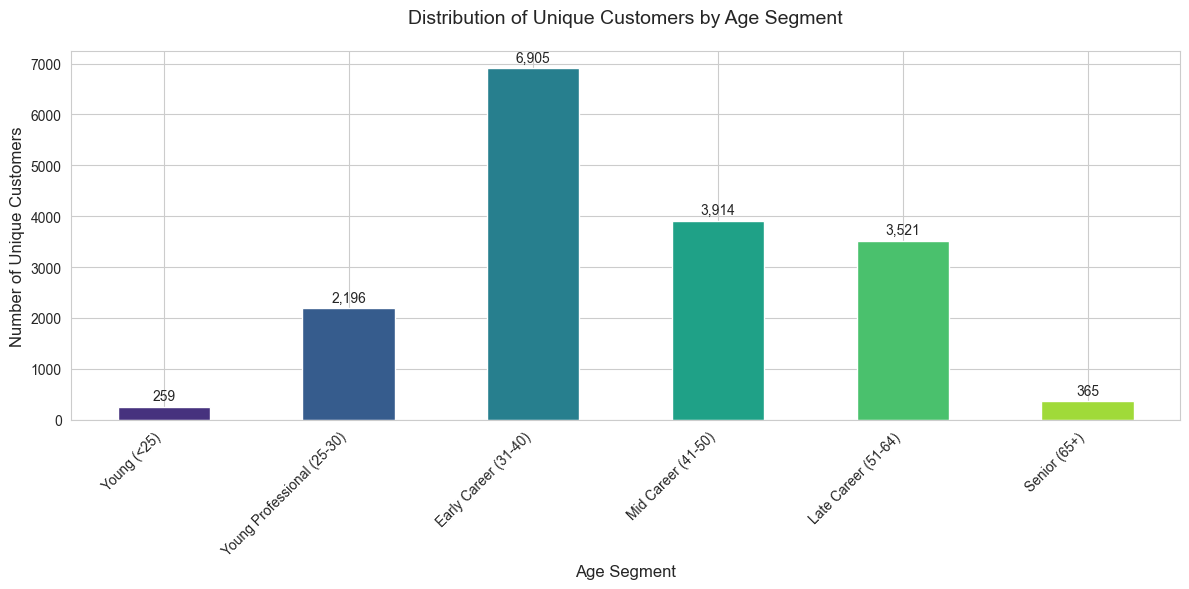 Distribution of Unique Customers by Age Segment
Number of Unique Customers
7000
6000
5000
4000
3000
2000
1000
0
259
2,196
6,905
3,914
3,521
365
Young (<25)
Young Professional (25-30)
Early Career (31-40)
Mid Career (41-50)
Late Career (51-64)
Senior (65+)
Age Segment